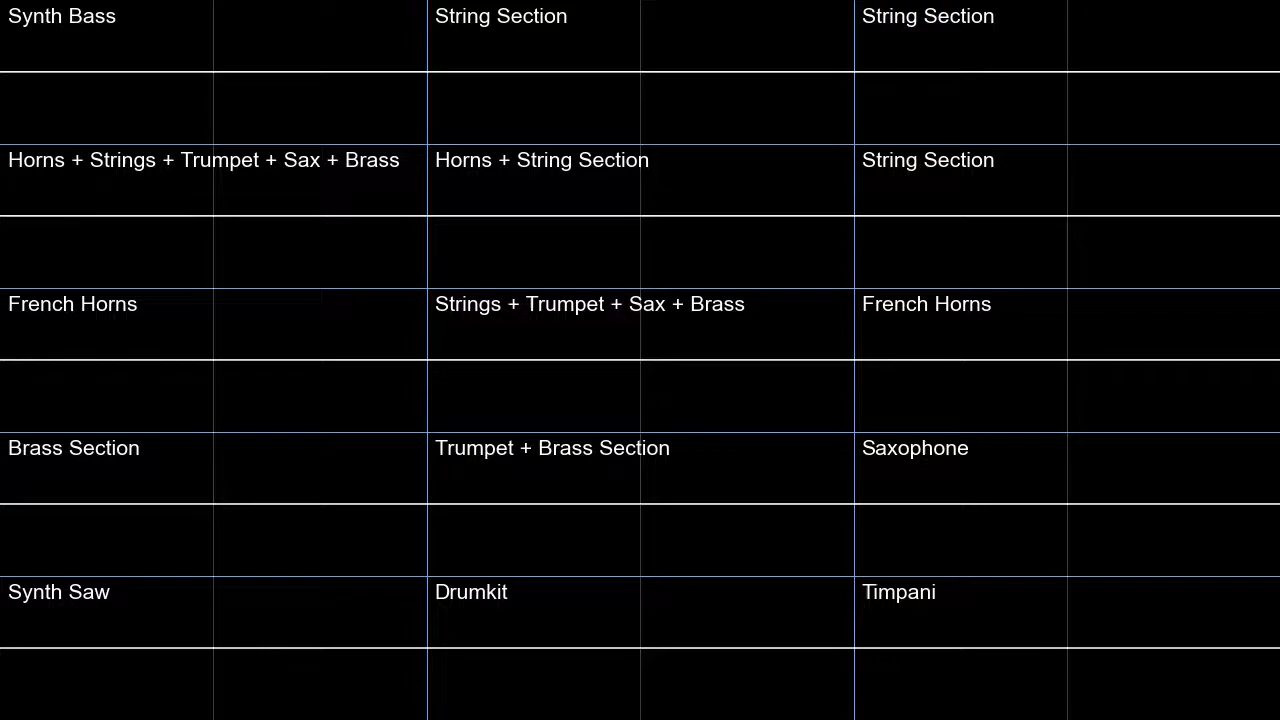 Synth Bass
String Section
String Section
Horns + Strings + Trumpet + Sax + Brass
Horns + String Section
String Section
French Horns
Strings + Trumpet + Sax + Brass
French Horns
Brass Section
Trumpet + Brass Section
Saxophone
Synth Saw
Drumkit
Timpani